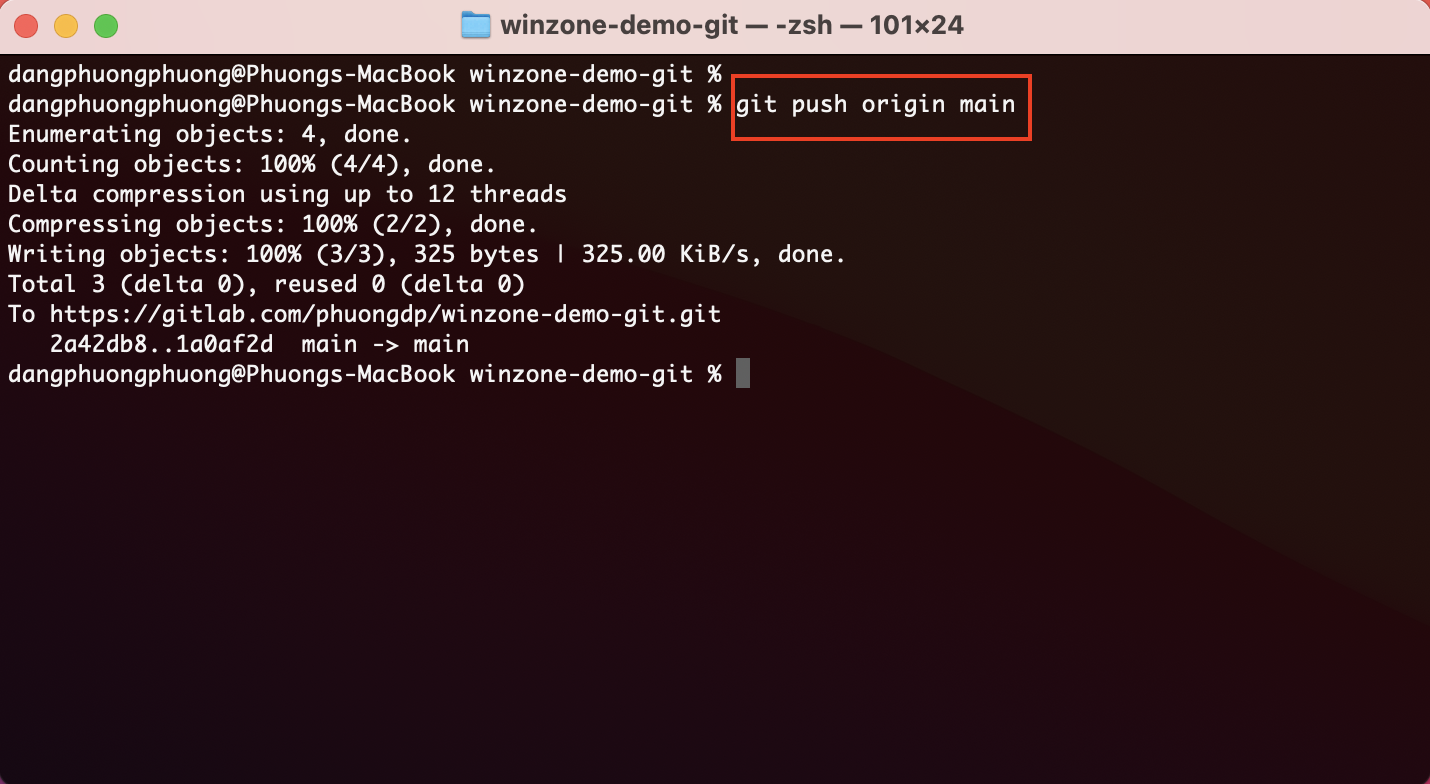 winzone-demo-git — -zsh — 101×24
dangphuongphuong@Phuongs-MacBook winzone-demo-git %
dangphuongphuong@Phuongs-MacBook winzone-demo-git % git push origin main
Enumerating objects: 4, done.
Counting objects: 100% (4/4), done.
Delta compression using up to 12 threads
Compressing objects: 100% (2/2), done.
Writing objects: 100% (3/3), 325 bytes | 325.00 KiB/s, done.
Total 3 (delta 0), reused 0 (delta 0)
To https://gitlab.com/phuongdp/winzone-demo-git.git
   2a42db8..1a0af2d  main -> main
dangphuongphuong@Phuongs-MacBook winzone-demo-git %